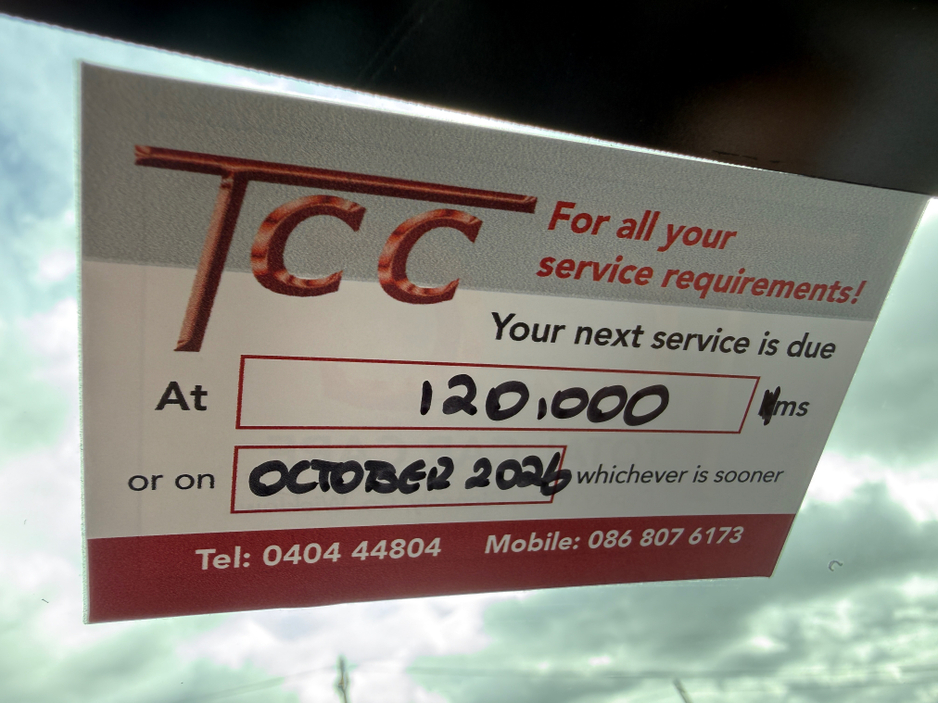 TCC
For all your
service requirements!
Your next service is due
At 120,000 ms
or on OCTOBER 2026 whichever is sooner
Tel: 0404 44804 Mobile: 086 807 6173